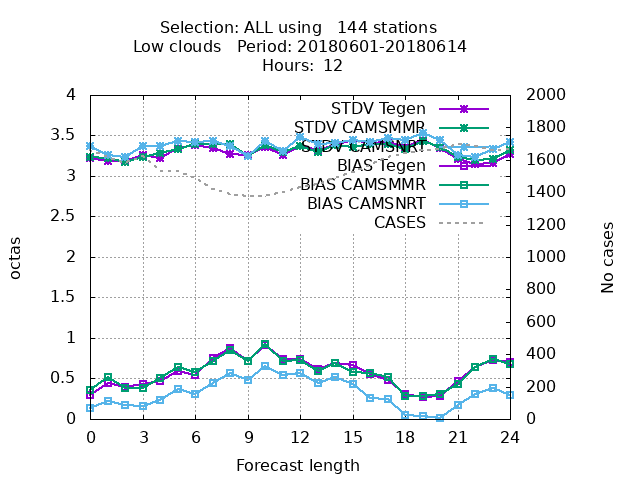 Selection: ALL using   144 stations
Low clouds   Period: 20180601-20180614
Hours:  12
4
3.5
3
2.5
2
1.5
1
0.5
0
2000
1800
1600
1400
1200
1000
800
600
400
200
0
STDV Tegen
STDV CAMSMMR
STDV CAMSNRT
BIAS Tegen
BIAS CAMSMMR
BIAS CAMSNRT
CASES
octas
No cases
0 3 6 9 12 15 18 21 24
Forecast length